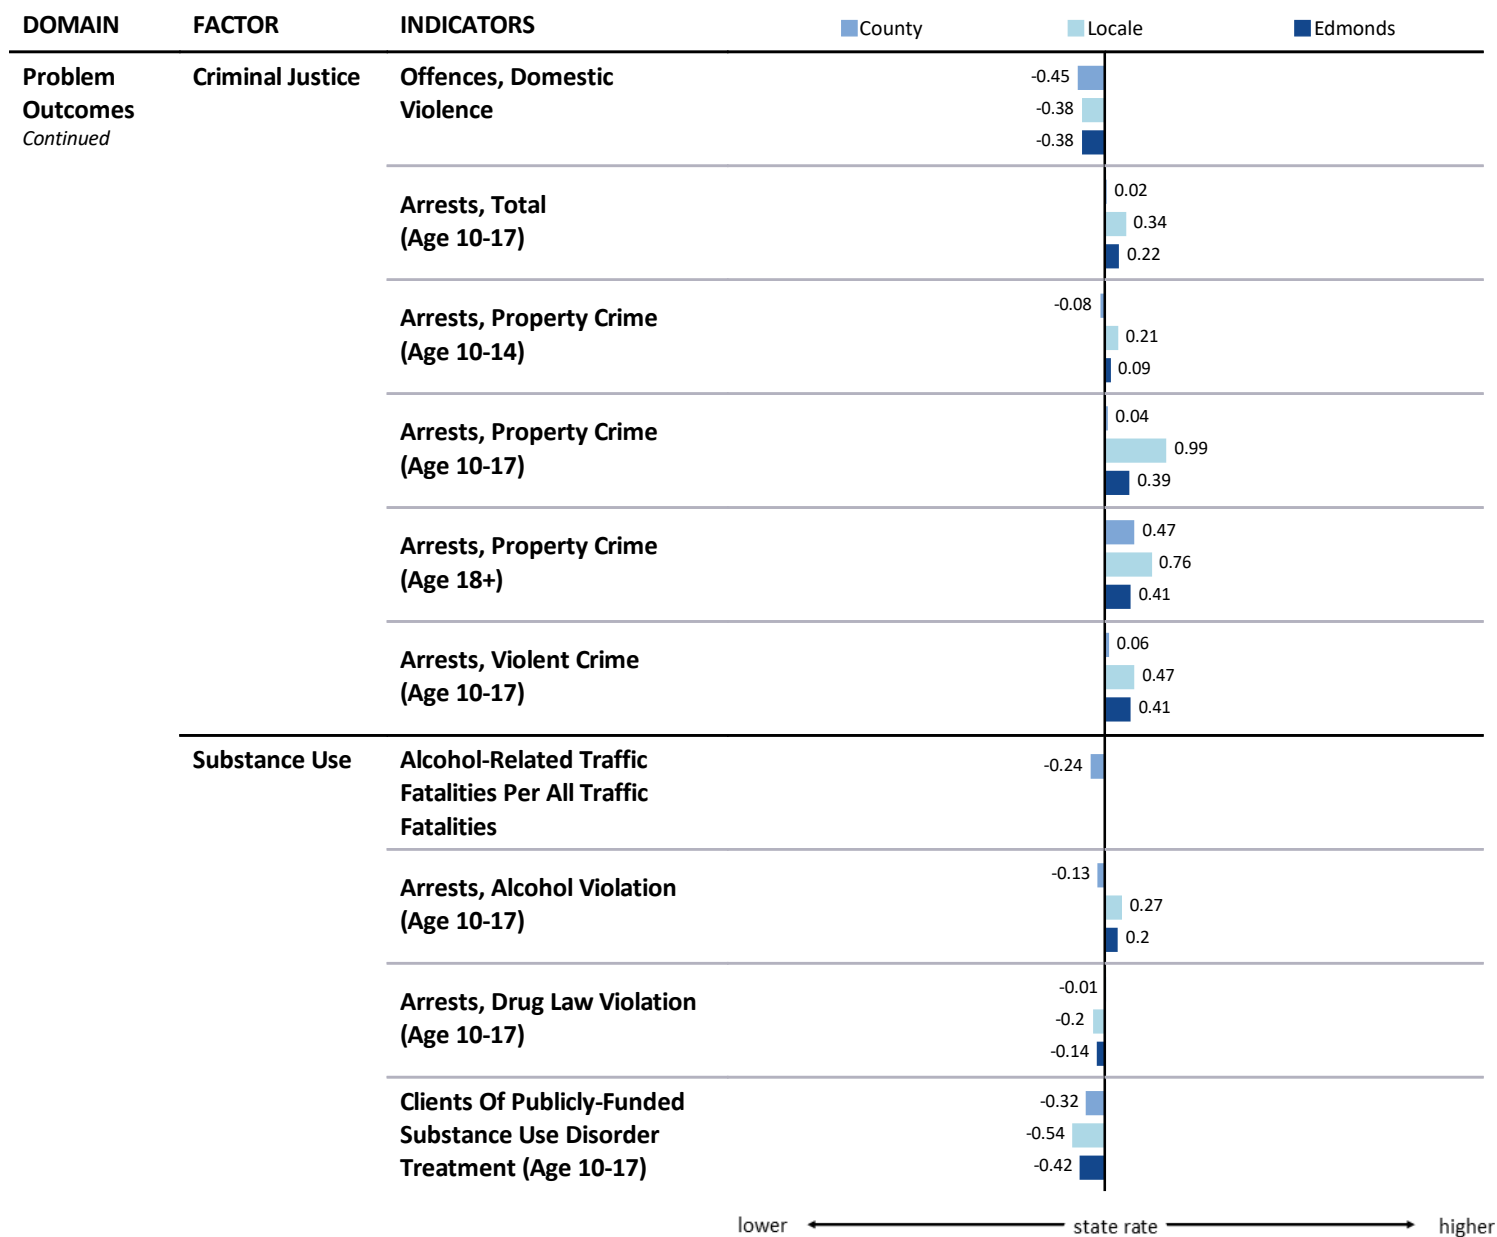 DOMAIN FACTOR INDICATORS County Locale Edmonds
Problem Outcomes
Continued
Criminal Justice
Offences, Domestic
Violence
-0.45
-0.38
-0.38
Arrests, Total
(Age 10-17)
0.02
0.34
0.22
Arrests, Property Crime
(Age 10-14)
-0.08
0.21
0.09
Arrests, Property Crime
(Age 10-17)
0.04
0.99
0.39
Arrests, Property Crime
(Age 18+)
0.47
0.76
0.41
Arrests, Violent Crime
(Age 10-17)
0.06
0.47
0.41
Substance Use
Alcohol-Related Traffic
Fatalities Per All Traffic
Fatalities
-0.24
Arrests, Alcohol Violation
(Age 10-17)
-0.13
0.27
0.2
Arrests, Drug Law Violation
(Age 10-17)
-0.01
-0.2
-0.14
Clients Of Publicly-Funded
Substance Use Disorder
Treatment (Age 10-17)
-0.32
-0.54
-0.42
lower state rate higher